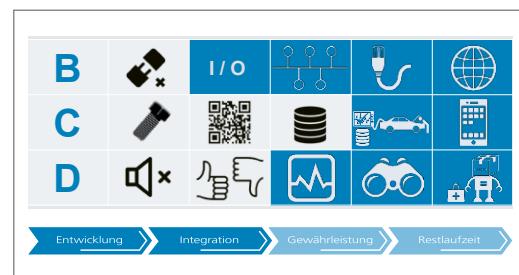 B
I / O
C
D
Entwicklung
Integration
Gewährleistung
Restlaufzeit